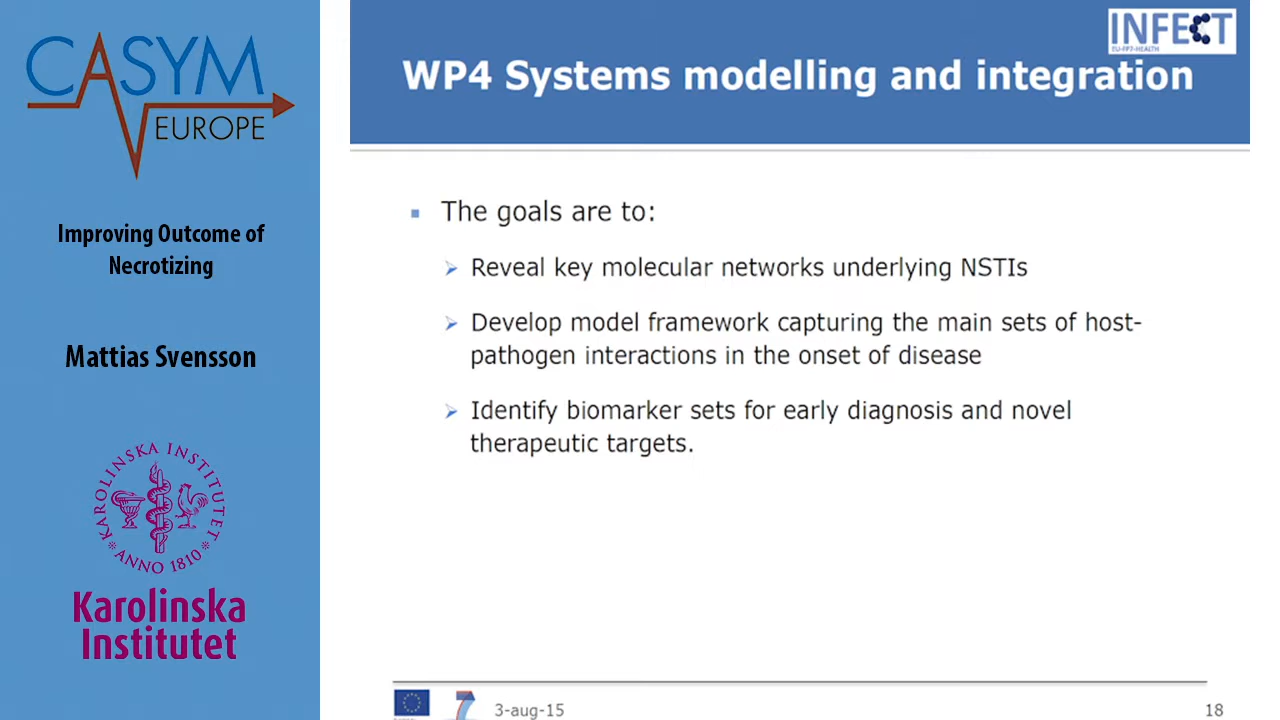 CASYM
EUROPE
Improving Outcome of
Necrotizing
Mattias Svensson
KAROLINSKA INSTITUTET
ANNO 1810
Karolinska
Institutet
INFECT
EU-FP7-HEALTH
WP4 Systems modelling and integration
The goals are to:
Reveal key molecular networks underlying NSTIs
Develop model framework capturing the main sets of host-
pathogen interactions in the onset of disease
Identify biomarker sets for early diagnosis and novel
therapeutic targets.
7
3-aug-15
18